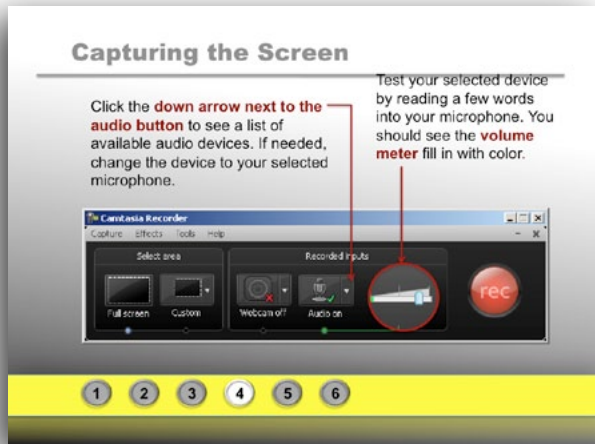 Capturing the Screen
Click the down arrow next to the
audio button to see a list of
available audio devices. If needed,
change the device to your selected
microphone.
Test your selected device
by reading a few words
into your microphone. You
should see the volume
meter fill in with color.
Camtasia Recorder
Capture Effects Tools Help
Select area
Recorded inputs
Full screen
Custom
Webcam off
Audio on
rec
1 2 3 4 5 6